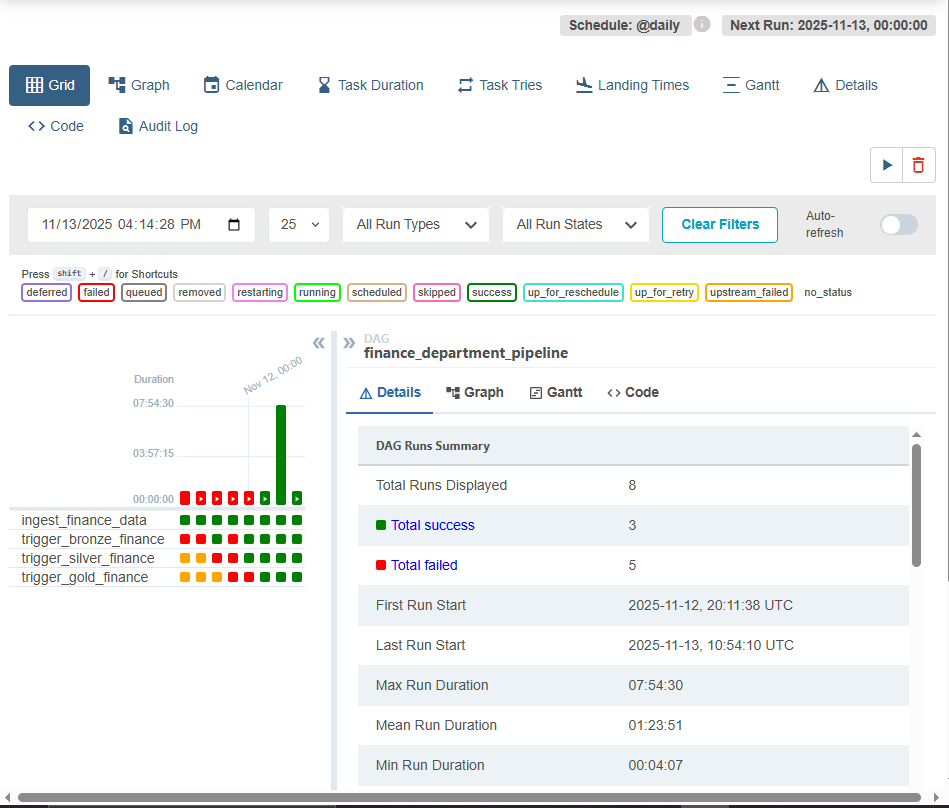 Schedule: @daily
Next Run: 2025-11-13, 00:00:00
Grid
Graph
Calendar
Task Duration
Task Tries
Landing Times
Gantt
Details
Code
Audit Log
11/13/2025 04:14:28 PM
25
All Run Types
All Run States
Clear Filters
Auto-
refresh
Press shift + / for Shortcuts
deferred failed queued removed restarting running scheduled skipped success up_for_reschedule up_for_retry upstream_failed no_status
Duration
Nov 12, 00:00
07:54:30
03:57:15
00:00:00
ingest_finance_data
trigger_bronze_finance
trigger_silver_finance
trigger_gold_finance
DAG
finance_department_pipeline
Details
Graph
Gantt
Code
DAG Runs Summary
Total Runs Displayed 8
Total success 3
Total failed 5
First Run Start 2025-11-12, 20:11:38 UTC
Last Run Start 2025-11-13, 10:54:10 UTC
Max Run Duration 07:54:30
Mean Run Duration 01:23:51
Min Run Duration 00:04:07